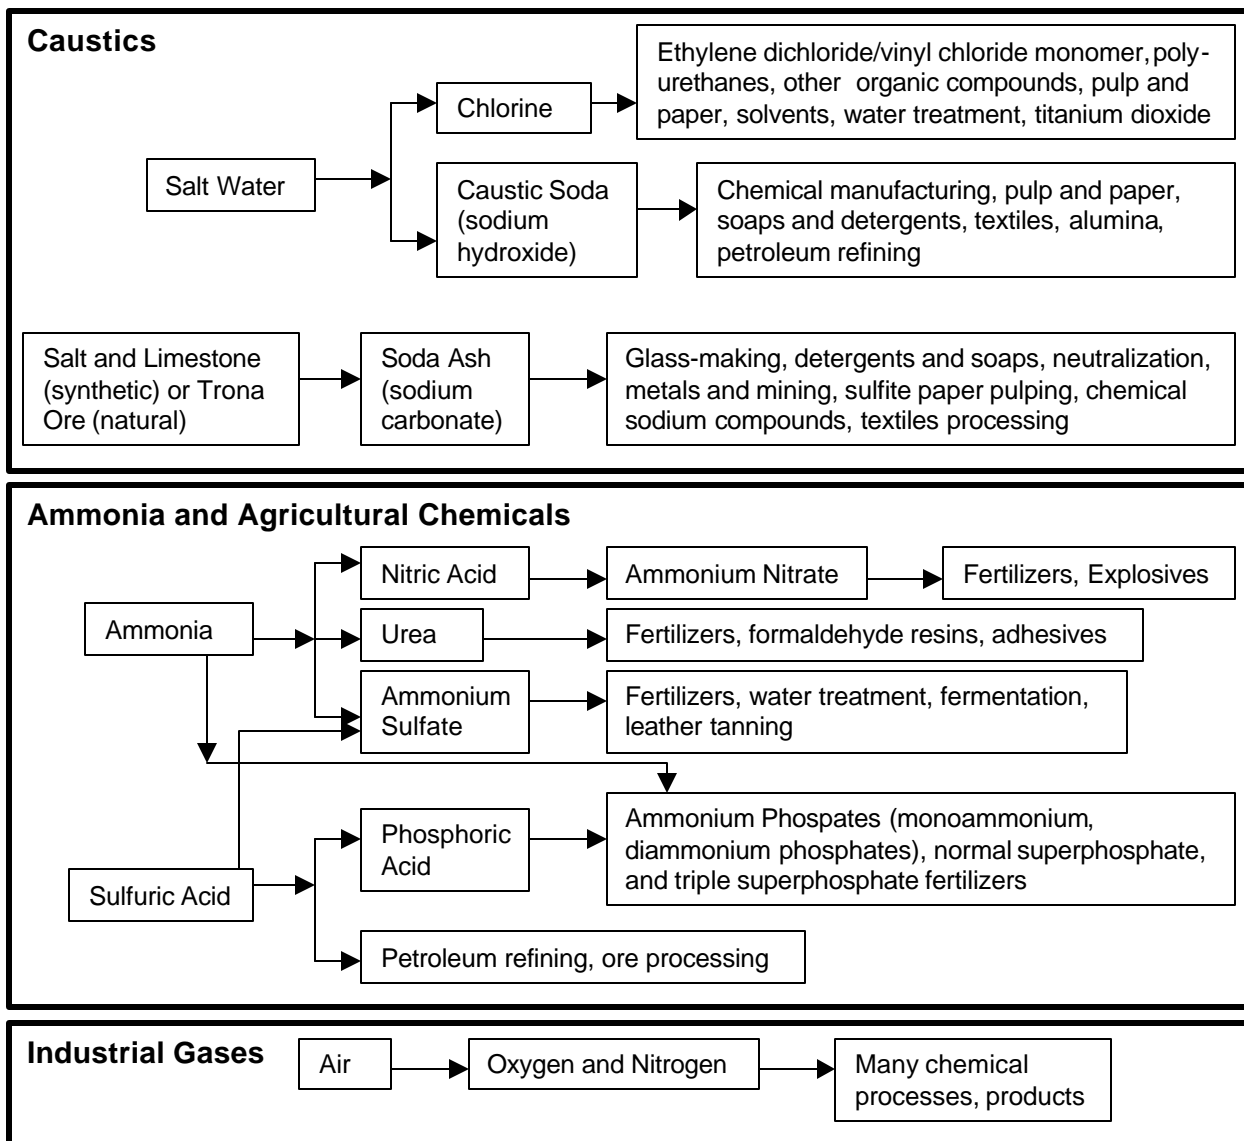 Caustics
Ethylene dichloride/vinyl chloride monomer, poly-
urethanes, other organic compounds, pulp and
paper, solvents, water treatment, titanium dioxide
Chlorine
Salt Water
Caustic Soda
(sodium
hydroxide)
Chemical manufacturing, pulp and paper,
soaps and detergents, textiles, alumina,
petroleum refining
Salt and Limestone
(synthetic) or Trona
Ore (natural)
Soda Ash
(sodium
carbonate)
Glass-making, detergents and soaps, neutralization,
metals and mining, sulfite paper pulping, chemical
sodium compounds, textiles processing
Ammonia and Agricultural Chemicals
Nitric Acid
Ammonium Nitrate
Fertilizers, Explosives
Ammonia
Urea
Fertilizers, formaldehyde resins, adhesives
Ammonium
Sulfate
Fertilizers, water treatment, fermentation,
leather tanning
Phosphoric
Acid
Ammonium Phospates (monoammonium,
diammonium phosphates), normal superphosphate,
and triple superphosphate fertilizers
Sulfuric Acid
Petroleum refining, ore processing
Industrial Gases
Air
Oxygen and Nitrogen
Many chemical
processes, products